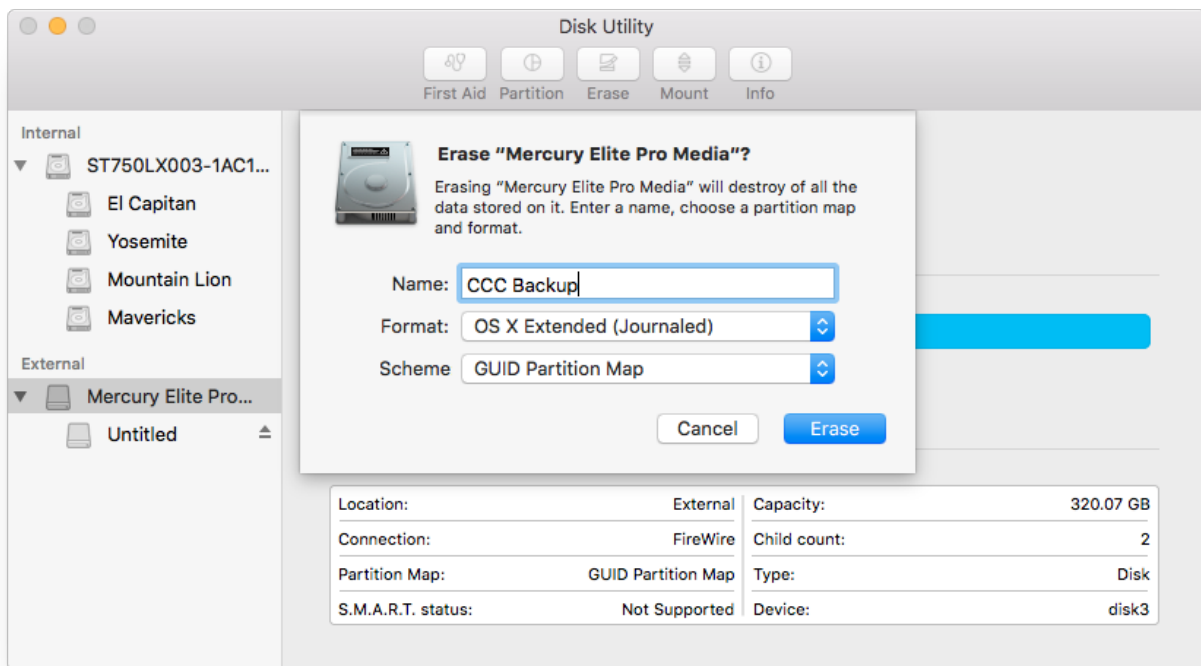 Disk Utility
First Aid Partition Erase Mount Info
Internal
ST750LX003-1AC1...
El Capitan
Yosemite
Mountain Lion
Mavericks
External
Mercury Elite Pro...
Untitled
Erase “Mercury Elite Pro Media”?
Erasing “Mercury Elite Pro Media” will destroy of all the
data stored on it. Enter a name, choose a partition map
and format.
Name: CCC Backup
Format: OS X Extended (Journaled)
Scheme GUID Partition Map
Cancel Erase
Location: External Capacity: 320.07 GB
Connection: FireWire Child count: 2
Partition Map: GUID Partition Map Type: Disk
S.M.A.R.T. status: Not Supported Device: disk3